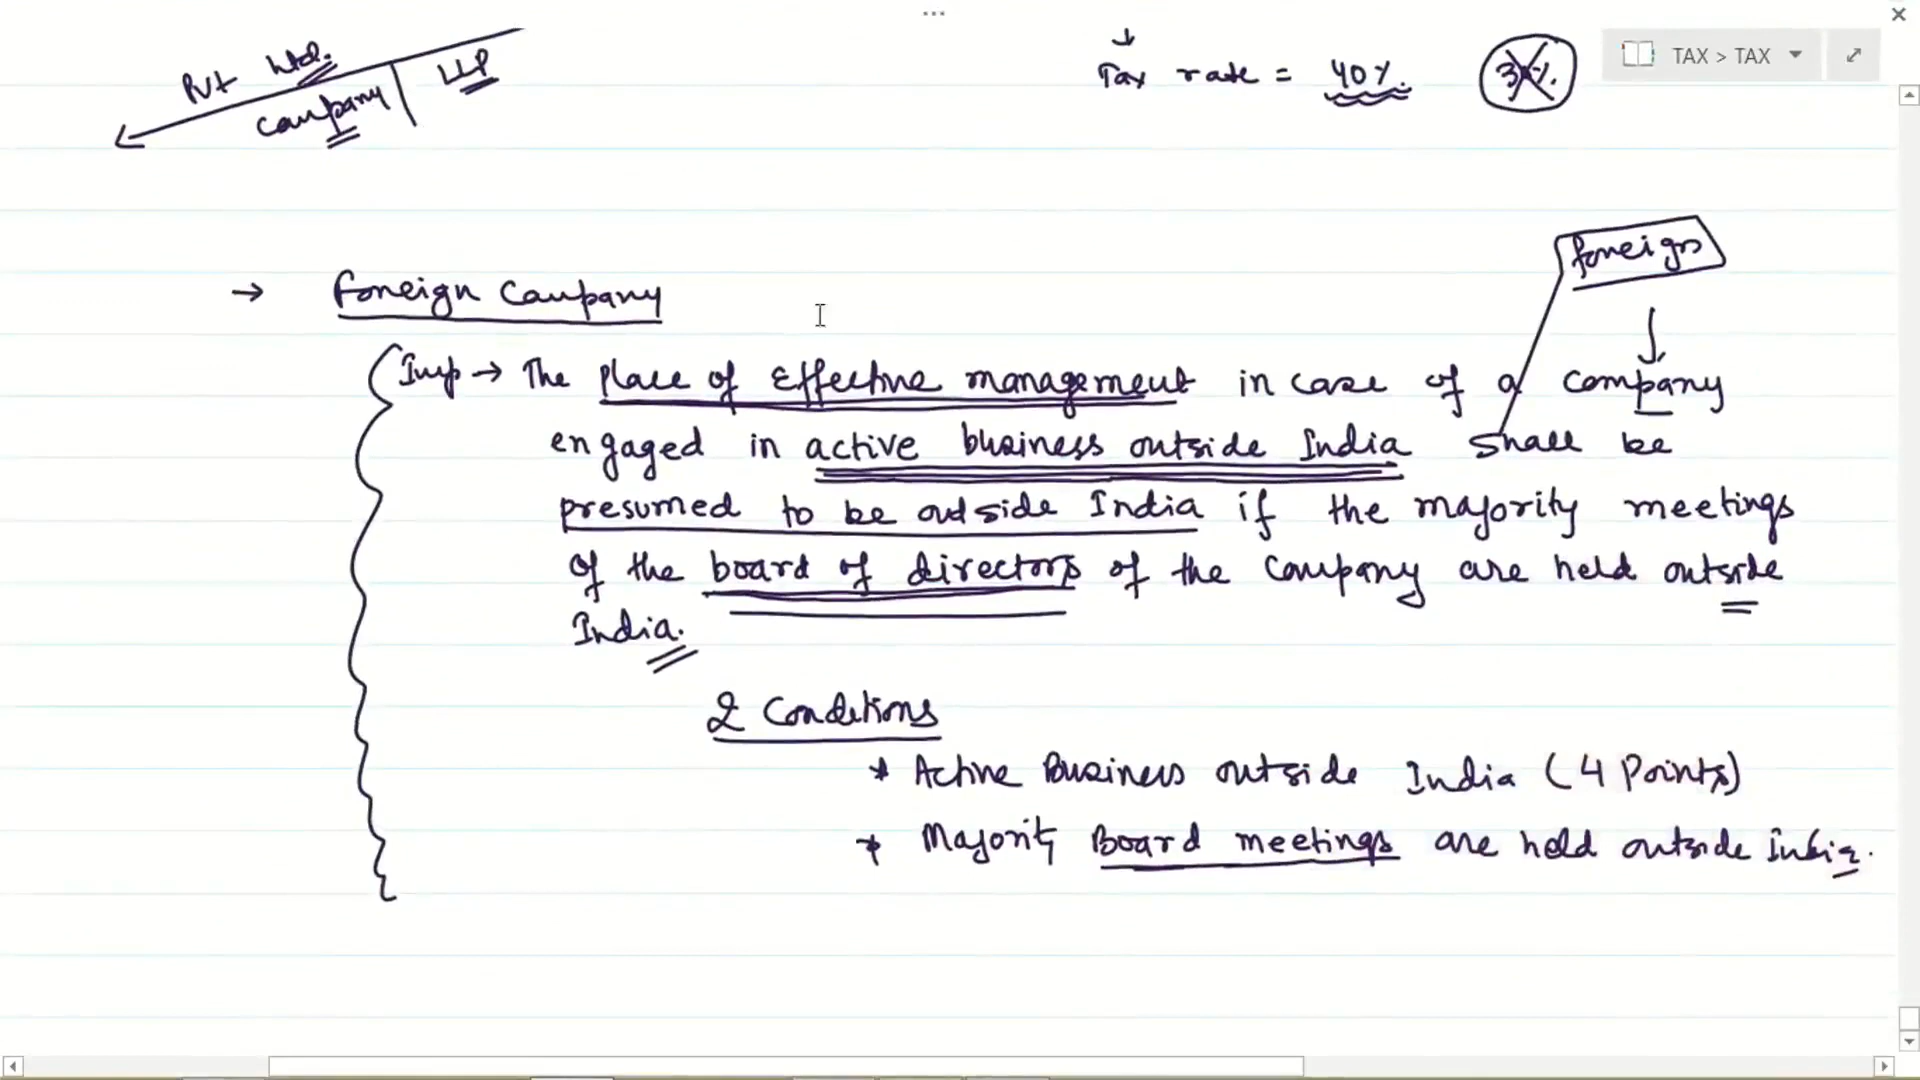 Pvt Ltd.
Company
LLP
Tax rate = 40%.
30%.
TAX > TAX
foreign
→ Foreign Company
Imp → The place of Effective management in case of a company
engaged in active business outside India shall be
presumed to be outside India if the majority meetings
of the board of directors of the company are held outside
India.
2 Conditions
* Active Business outside India (4 Points)
* Majority Board meetings are held outside India.